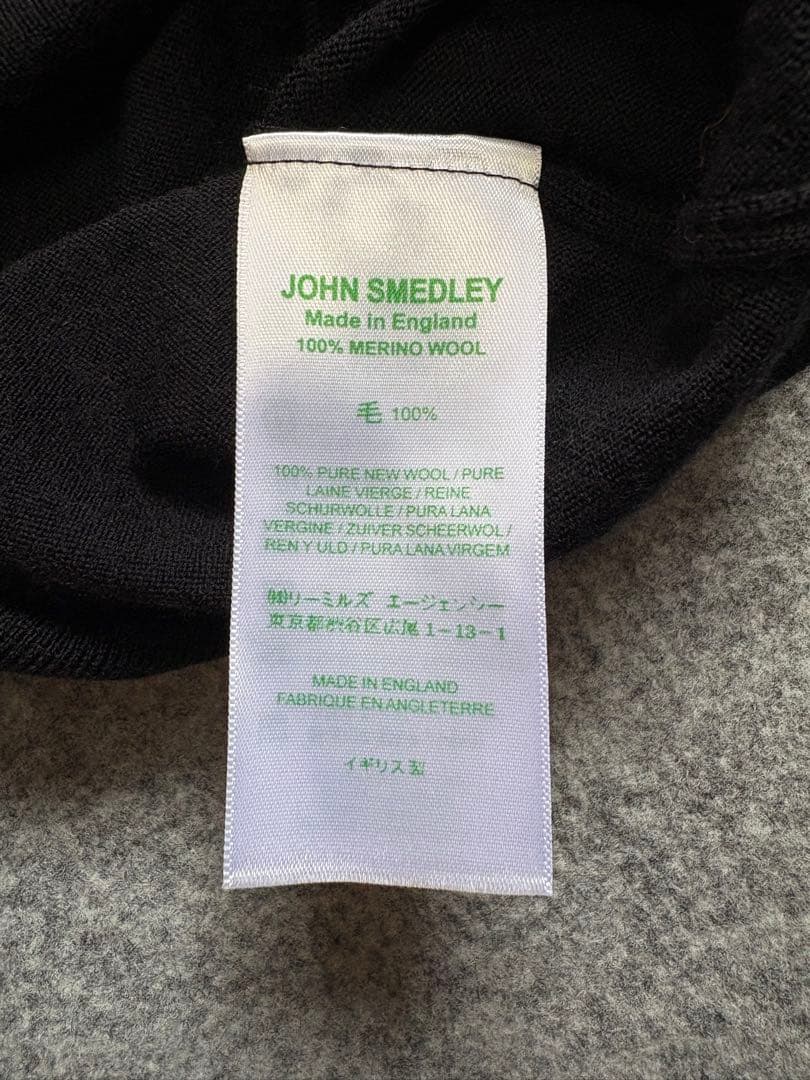 JOHN SMEDLEY
Made in England
100% MERINO WOOL
毛 100%
100% PURE NEW WOOL / PURE
LAINE VIERGE / REINE
SCHURWOLLE / PURA LANA
VERGINE / ZUIVER SCHEERWOL /
REN Y ULD / PURA LANA VIRGEM
㈱リーミルズ エージェンシー
東京都渋谷区広尾 1-13-1
MADE IN ENGLAND
FABRIQUE EN ANGLETERRE
イギリス製